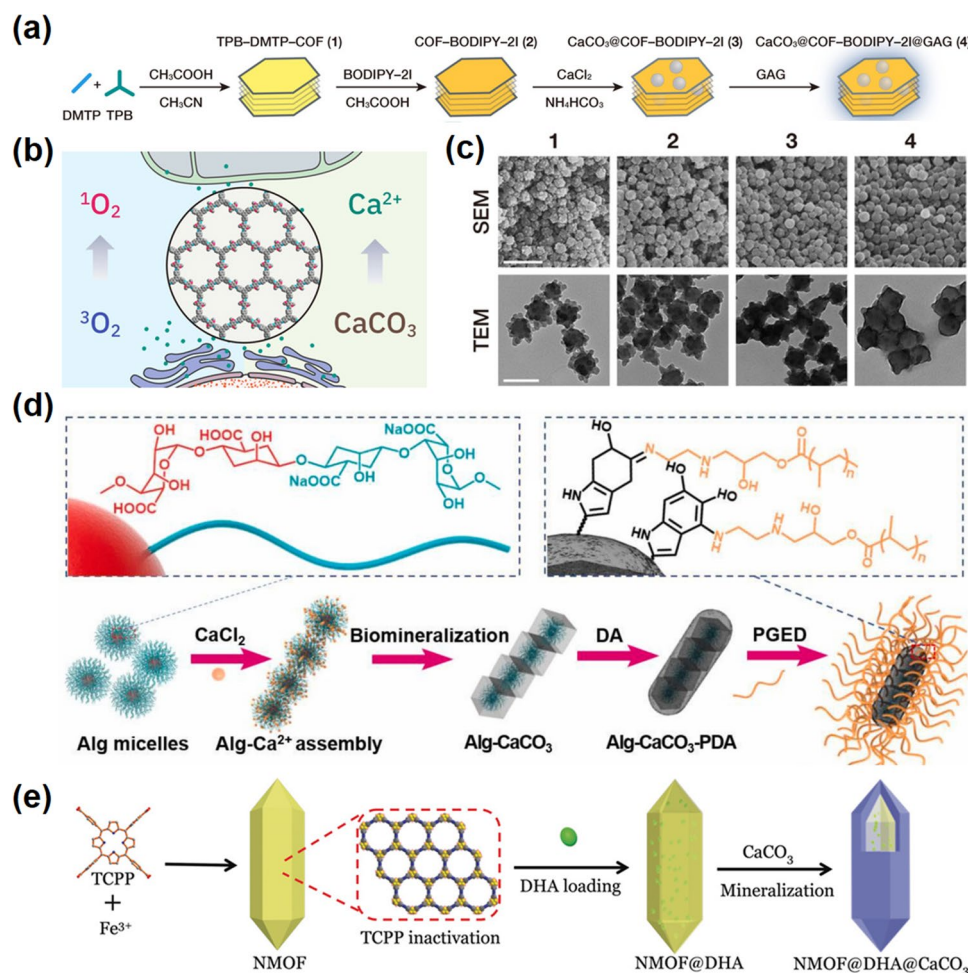 (a)
TPB–DMTP–COF (1)
COF–BODIPY–2I (2)
CaCO₃@COF–BODIPY–2I (3)
CaCO₃@COF–BODIPY–2I@GAG (4)
DMTP
+
TPB
CH₃COOH
CH₃CN
BODIPY–2I
CH₃COOH
CaCl₂
NH₄HCO₃
GAG
(b)
¹O₂
³O₂
Ca²⁺
CaCO₃
(c)
1 2 3 4
SEM
TEM
(d)
OH
O
HOOC
OH
O
OH
HOOC
OH
O
NaOOC
OH
O
NaOOC
OH
OH
O
HO
N
HN
N
H
OH
O
O
n
HO
HO
HN
N
H
H
N
OH
O
O
n
Alg micelles
CaCl₂
Alg-Ca²⁺ assembly
Biomineralization
Alg-CaCO₃
DA
Alg-CaCO₃-PDA
PGED
(e)
TCPP
+
Fe³⁺
NMOF
TCPP inactivation
DHA loading
NMOF@DHA
CaCO₃
Mineralization
NMOF@DHA@CaCO₃